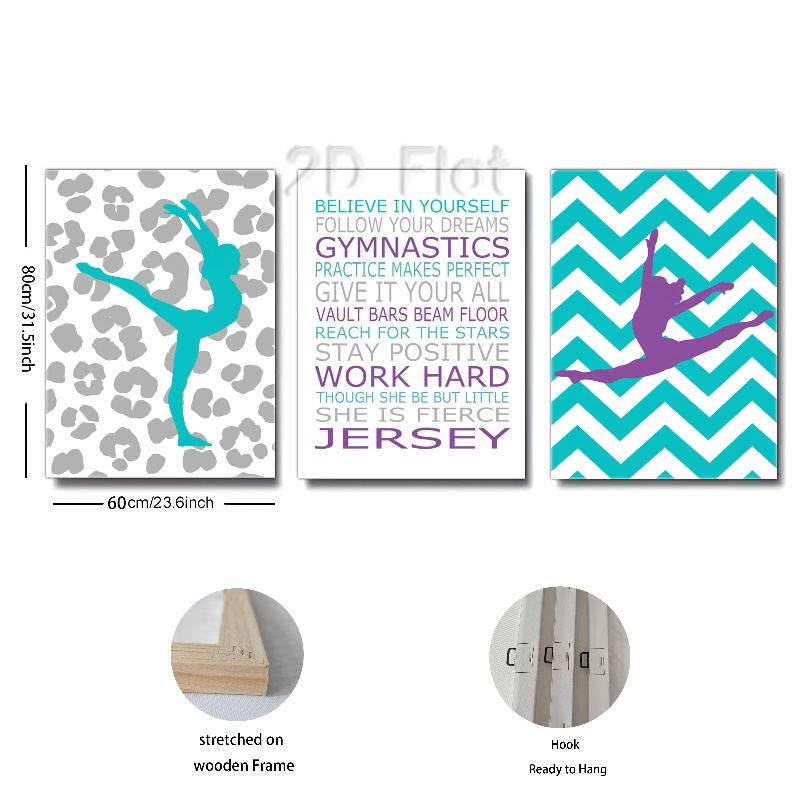 2D Flat
BELIEVE IN YOURSELF
FOLLOW YOUR DREAMS
GYMNASTICS
PRACTICE MAKES PERFECT
GIVE IT YOUR ALL
VAULT BARS BEAM FLOOR
REACH FOR THE STARS
STAY POSITIVE
WORK HARD
THOUGH SHE BE BUT LITTLE
SHE IS FIERCE
JERSEY
80cm/31.5inch
60cm/23.6inch
stretched on
wooden Frame
Hook
Ready to Hang